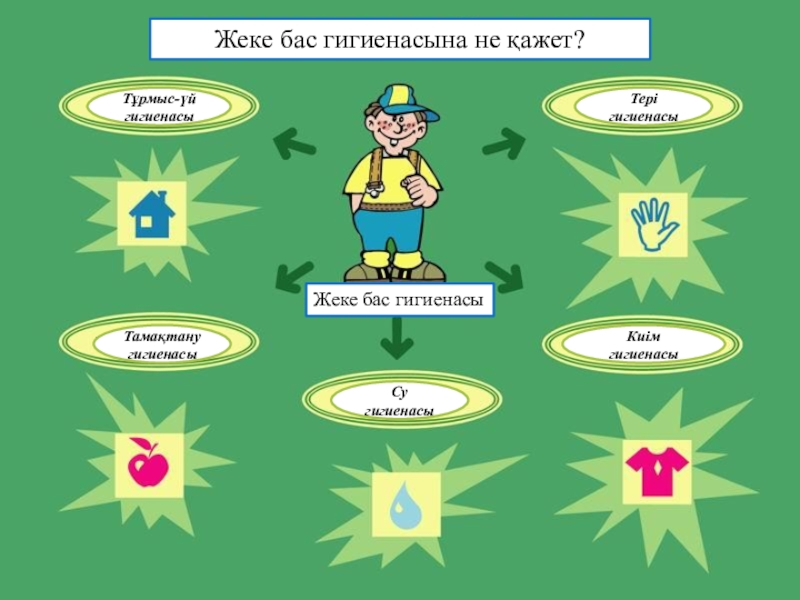 Жеке бас гигиенасына не қажет?
Тұрмыс-үй
гигиенасы
Тері
гигиенасы
Жеке бас гигиенасы
Тамақтану
гигиенасы
Киім
гигиенасы
Су
гигиенасы